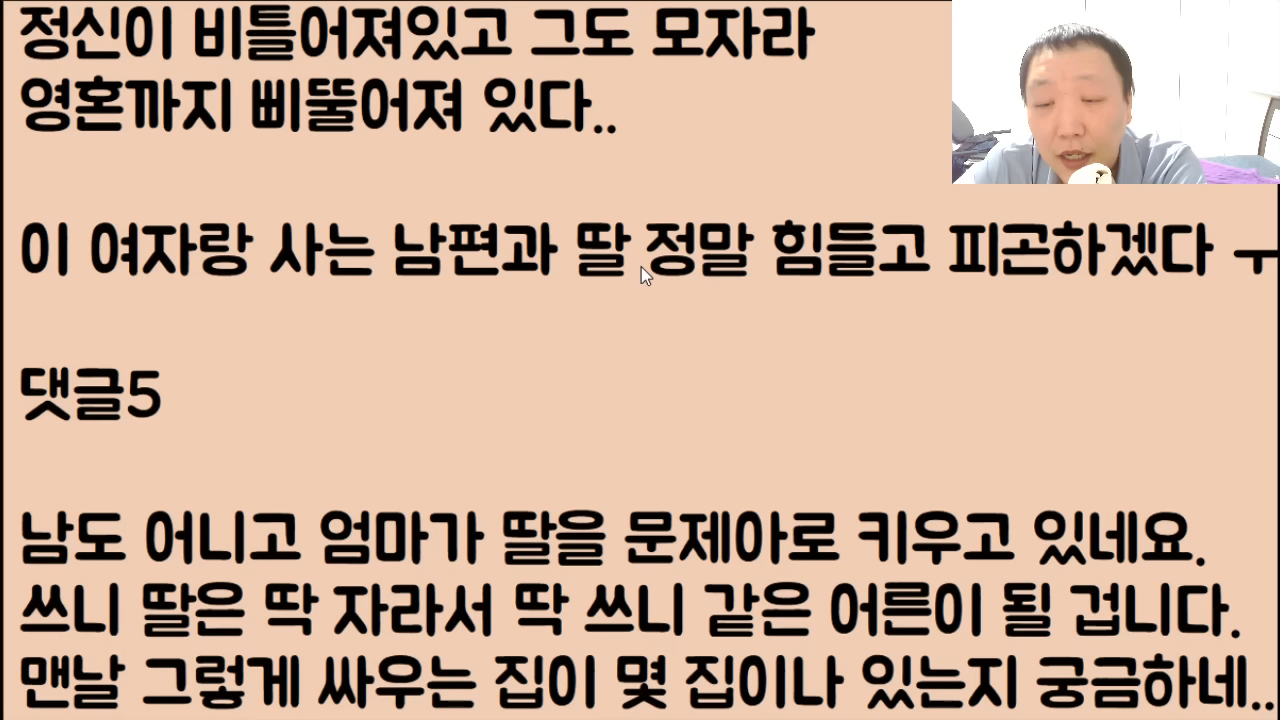 정신이 비틀어져있고 그도 모자라
영혼까지 삐뚤어져 있다..
이 여자랑 사는 남편과 딸 정말 힘들고 피곤하겠다 ㅜ
댓글5
남도 어니고 엄마가 딸을 문제아로 키우고 있네요.
쓰니 딸은 딱 자라서 딱 쓰니 같은 어른이 될 겁니다.
맨날 그렇게 싸우는 집이 몇 집이나 있는지 궁금하네..